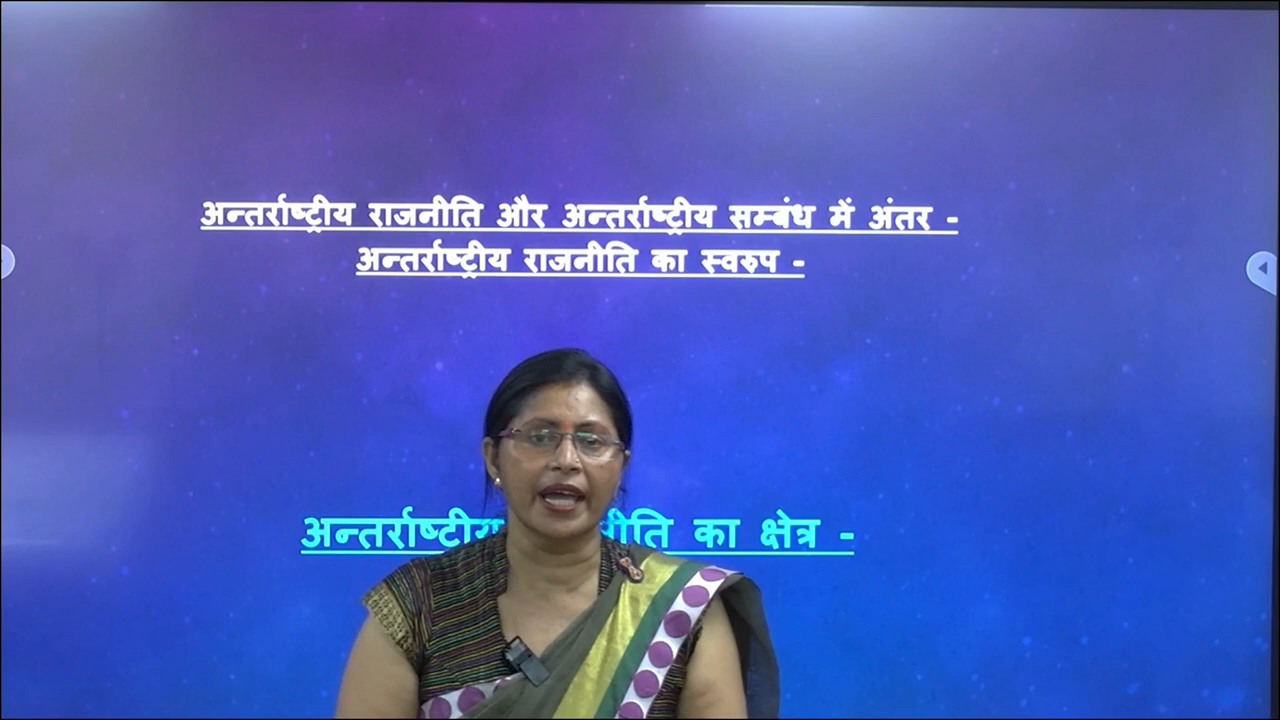 अन्तर्राष्ट्रीय राजनीति और अन्तर्राष्ट्रीय सम्बंध में अंतर -
अन्तर्राष्ट्रीय राजनीति का स्वरुप -
का क्षेत्र -